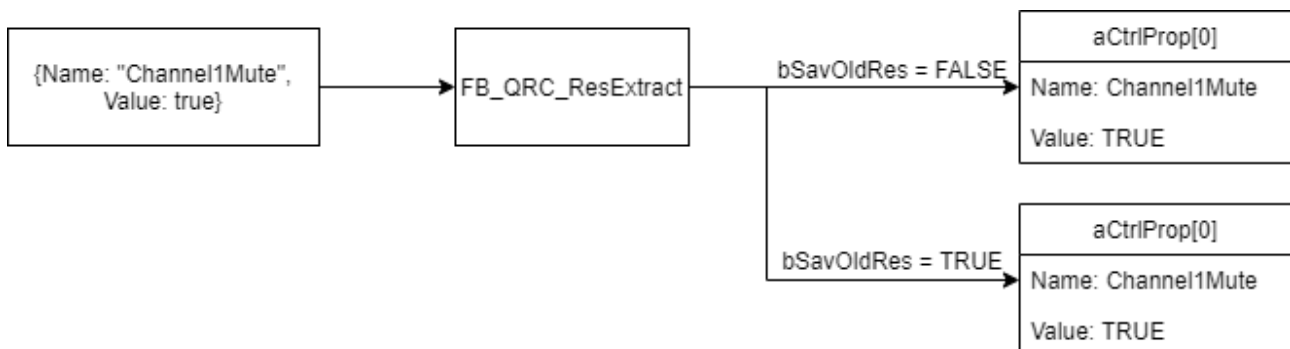 {Name: "Channel1Mute",
Value: true}
FB_QRC_ResExtract
bSavOldRes = FALSE
aCtrlProp[0]
Name: Channel1Mute
Value: TRUE
bSavOldRes = TRUE
aCtrlProp[0]
Name: Channel1Mute
Value: TRUE